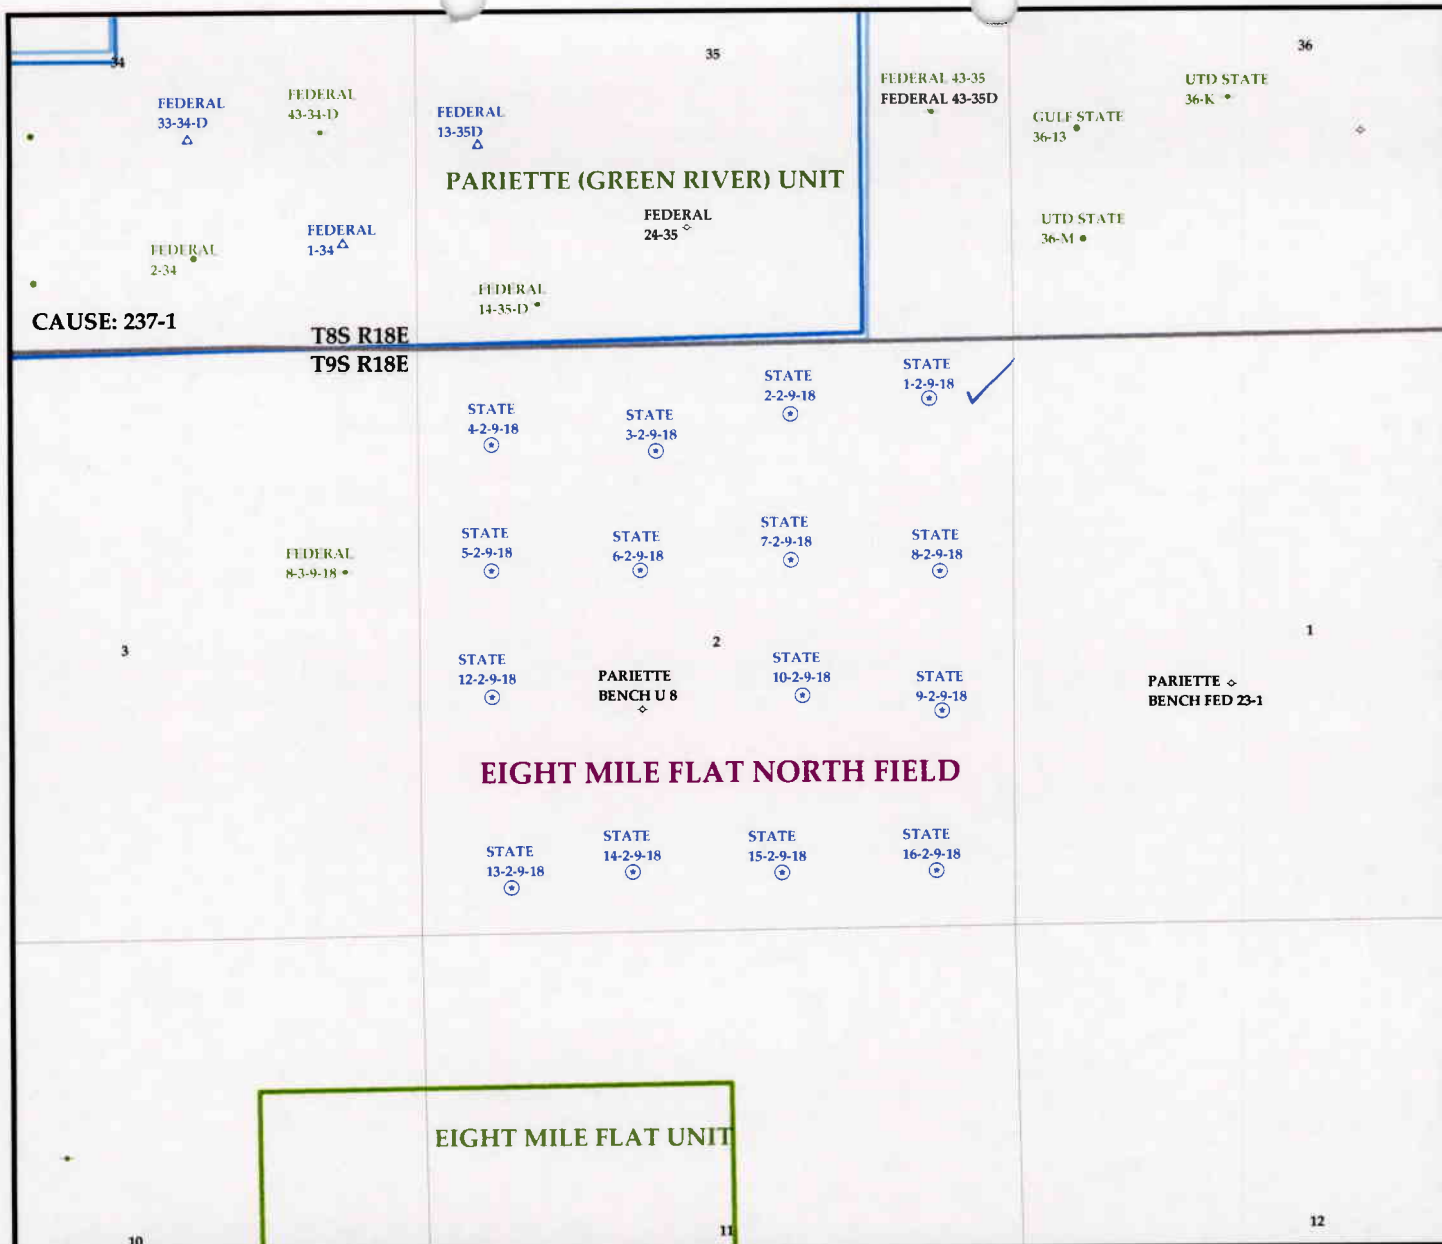 34
35
36
FEDERAL
33-34-D
FEDERAL
43-34-D
FEDERAL
13-35D
FEDERAL 43-35
FEDERAL 43-35D
UTD STATE
36-K
GULF STATE
36-13
PARIETTE (GREEN RIVER) UNIT
FEDERAL
24-35
UTD STATE
36-M
FEDERAL
1-34
FEDERAL
2-34
FEDERAL
14-35-D
CAUSE: 237-1
T8S R18E
T9S R18E
STATE
4-2-9-18
STATE
3-2-9-18
STATE
2-2-9-18
STATE
1-2-9-18
FEDERAL
8-3-9-18
STATE
5-2-9-18
STATE
6-2-9-18
STATE
7-2-9-18
STATE
8-2-9-18
3
2
1
STATE
12-2-9-18
PARIETTE
BENCH U 8
STATE
10-2-9-18
STATE
9-2-9-18
PARIETTE
BENCH FED 23-1
EIGHT MILE FLAT NORTH FIELD
STATE
13-2-9-18
STATE
14-2-9-18
STATE
15-2-9-18
STATE
16-2-9-18
EIGHT MILE FLAT UNIT
10
11
12